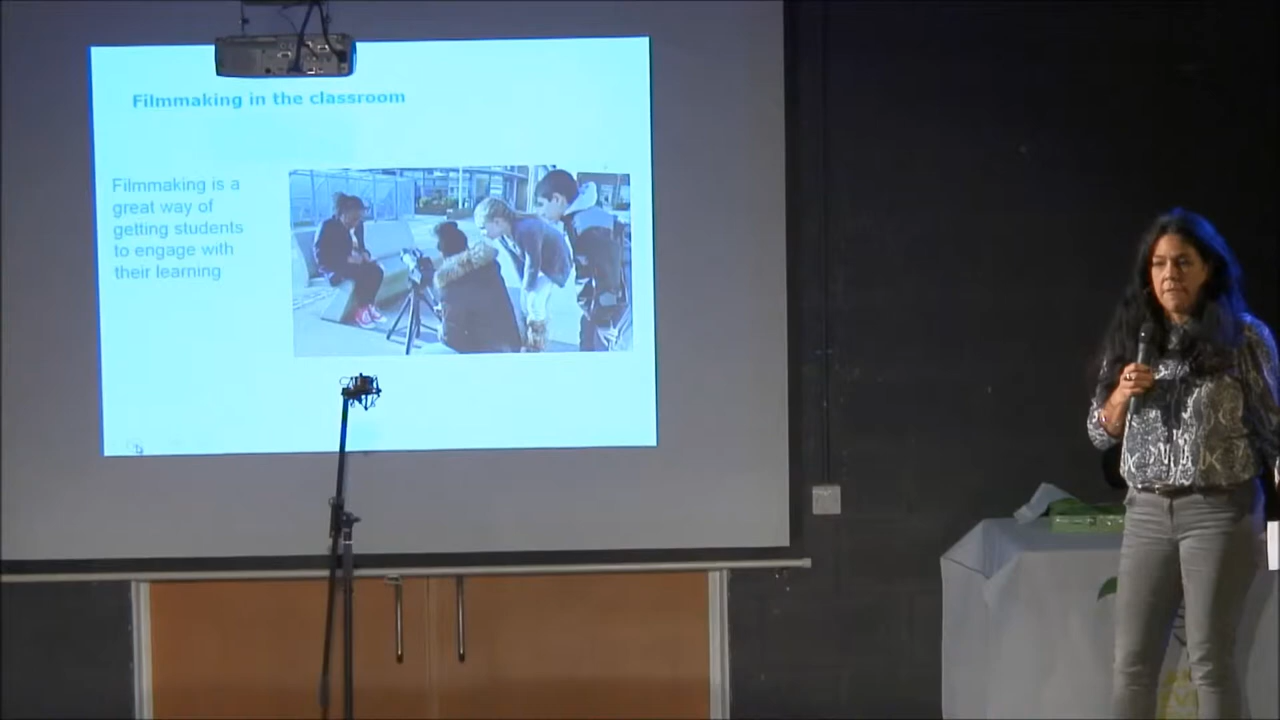 Filmmaking in the classroom
Filmmaking is a
great way of
getting students
to engage with
their learning